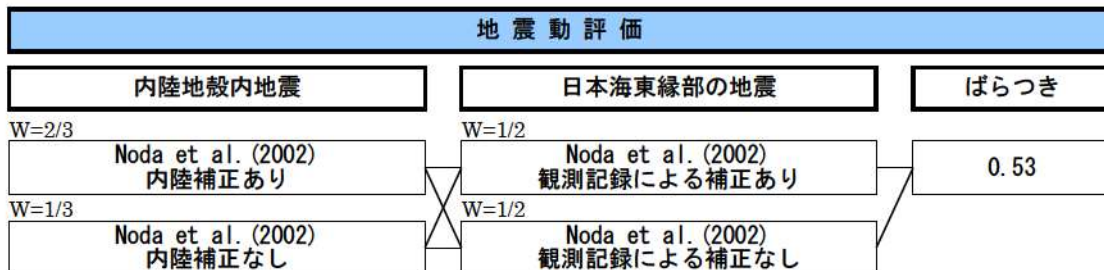 地震動評価
内陸地殻内地震
日本海東縁部の地震
ばらつき
W=2/3
Noda et al.(2002)
内陸補正あり
W=1/2
Noda et al.(2002)
観測記録による補正あり
0.53
W=1/3
Noda et al.(2002)
内陸補正なし
W=1/2
Noda et al.(2002)
観測記録による補正なし